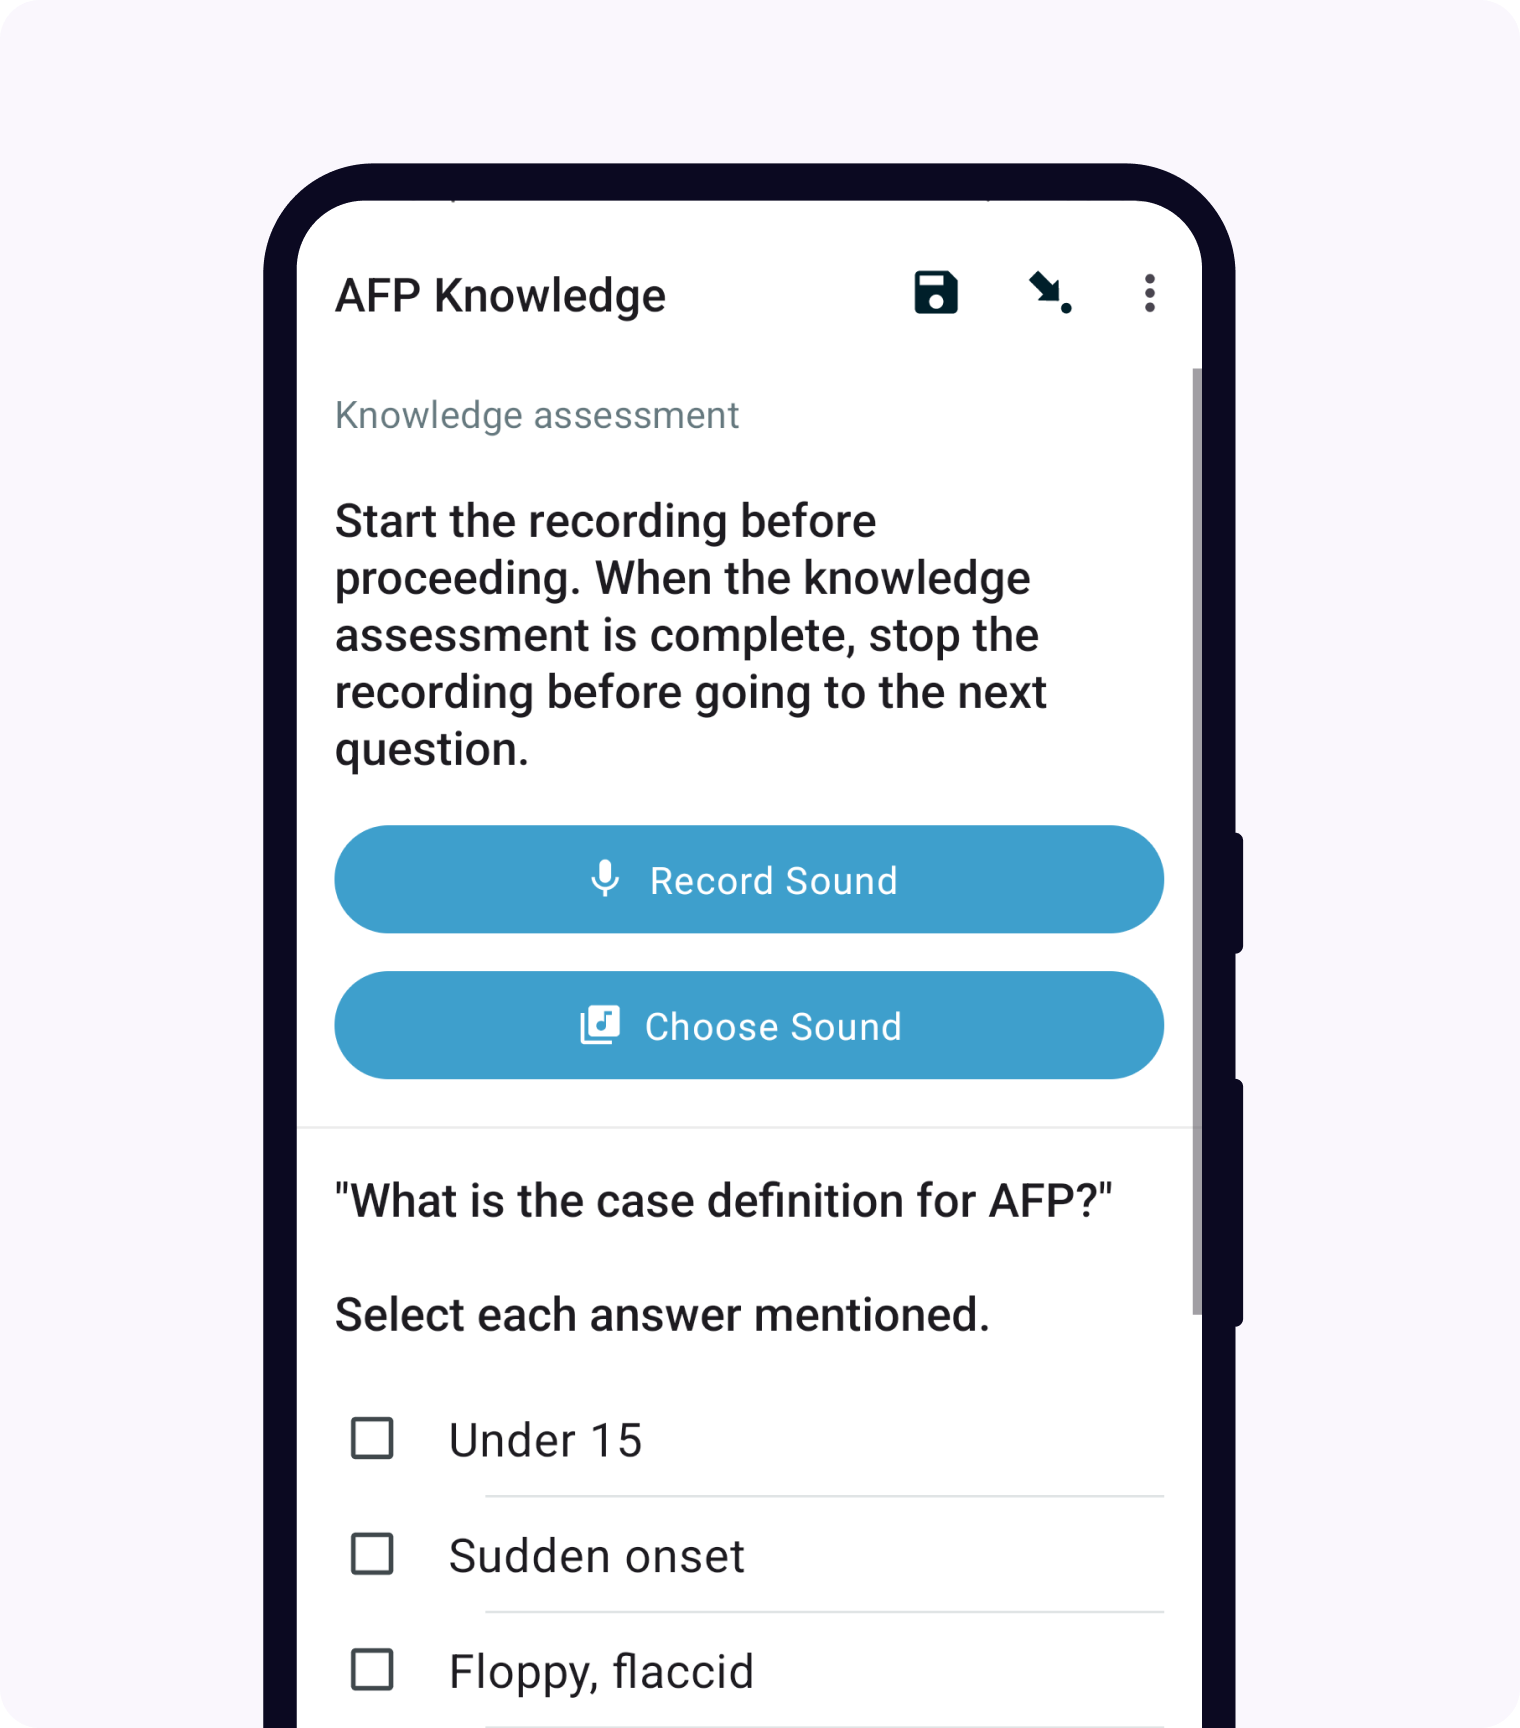 AFP Knowledge
Knowledge assessment
Start the recording before
proceeding. When the knowledge
assessment is complete, stop the
recording before going to the next
question.
Record Sound
Choose Sound
"What is the case definition for AFP?"
Select each answer mentioned.
Under 15
Sudden onset
Floppy, flaccid